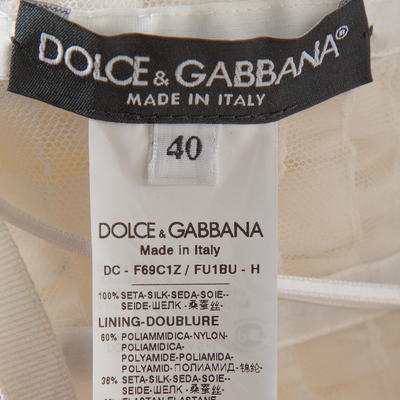 DOLCE & GABBANA®
MADE IN ITALY
40
DOLCE & GABBANA
Made in Italy
DC - F69C1Z / FU1BU - H
100% SETA-SILK-SEDA-SOIE--
SEIDE-ШЕЛК -桑蚕丝-
LINING-DOUBLURE
60% POLIAMMIDICA-NYLON-
POLIAMIDICA-
POLYAMIDE-POLIAMIDA-
POLYAMID-ПОЛИАМИД-锦纶-
38% SETA-SILK-SEDA-SOIE--
SEIDE-ШЕЛК -桑蚕丝-
ELASTAN-ELASTANE